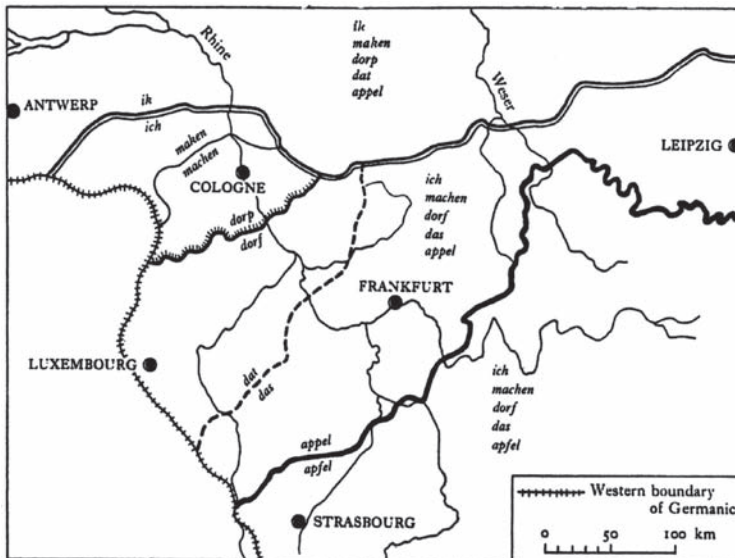 Rhine
ik
maken
dorp
dat
appel
Weser
ANTWERP
ik
ich
maken
machen
COLOGNE
LEIPZIG
dorp
dorf
ich
machen
dorf
das
appel
FRANKFURT
LUXEMBOURG
dat
das
ich
machen
dorf
das
apfel
appel
apfel
STRASBOURG
Western boundary
of Germanic
0 50 100 km